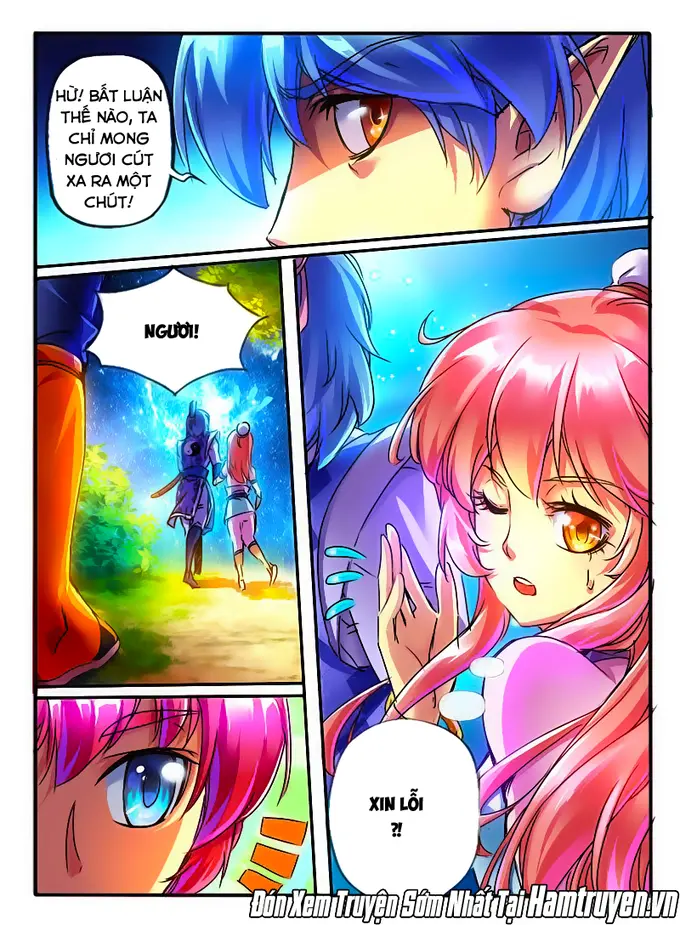 HỪ! BẤT LUẬN
THẾ NÀO, TA
CHỈ MONG
NGƯƠI CÚT
XA RA MỘT
CHÚT!
NGƯƠI!
XIN LỖI
?!
Đón Xem Truyện Sớm Nhất Tại Hamtruyen.vn